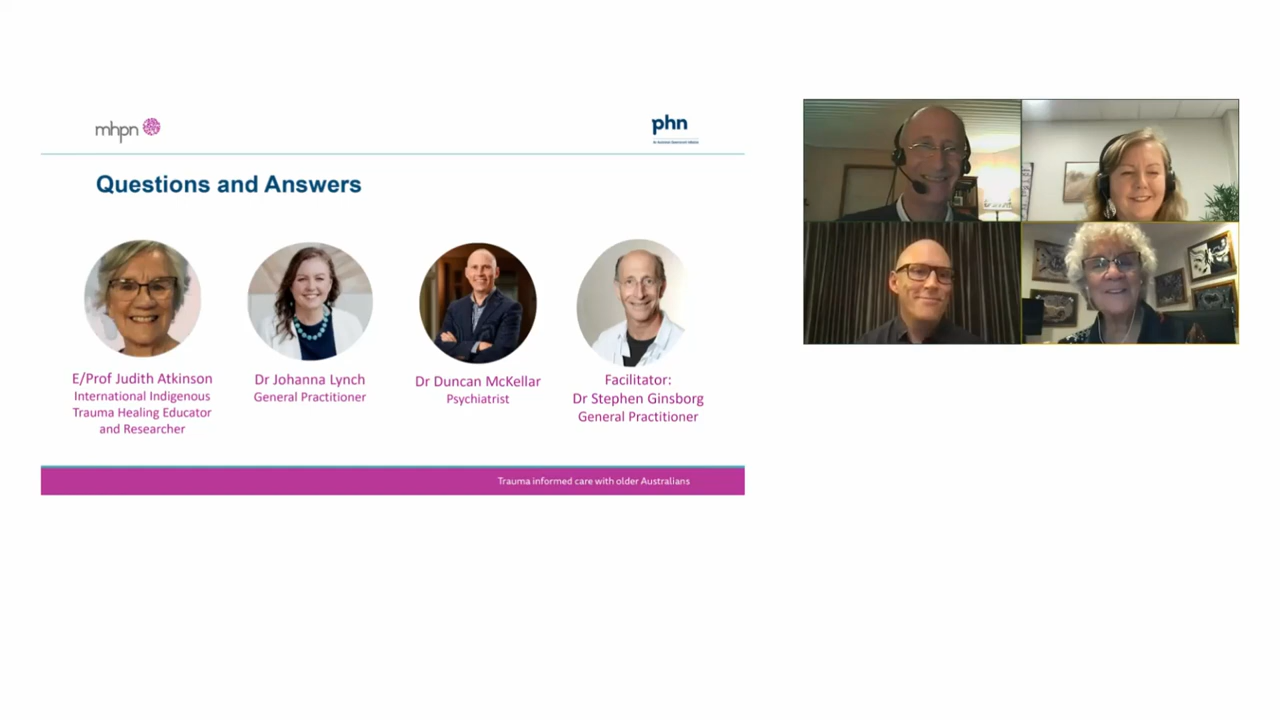 mhpn
phn
Questions and Answers
E/Prof Judith Atkinson
International Indigenous
Trauma Healing Educator
and Researcher
Dr Johanna Lynch
General Practitioner
Dr Duncan McKellar
Psychiatrist
Facilitator:
Dr Stephen Ginsborg
General Practitioner
Trauma informed care with older Australians